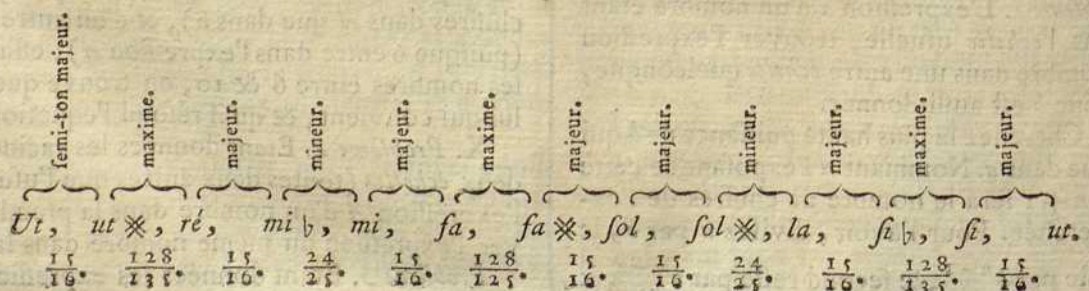 ſemi-ton majeur. maxime. majeur. mineur. majeur. maxime. majeur. majeur. mineur. majeur. maxime. majeur.
Ut, ut ※, ré, mi ♭, mi, fa, fa ※, ſol, ſol ※, la, ſi ♭, ſi, ut.
15/16. 128/135. 15/16. 24/25. 15/16. 128/125. 15/16. 15/16. 24/25. 15/16. 128/135. 15/16.